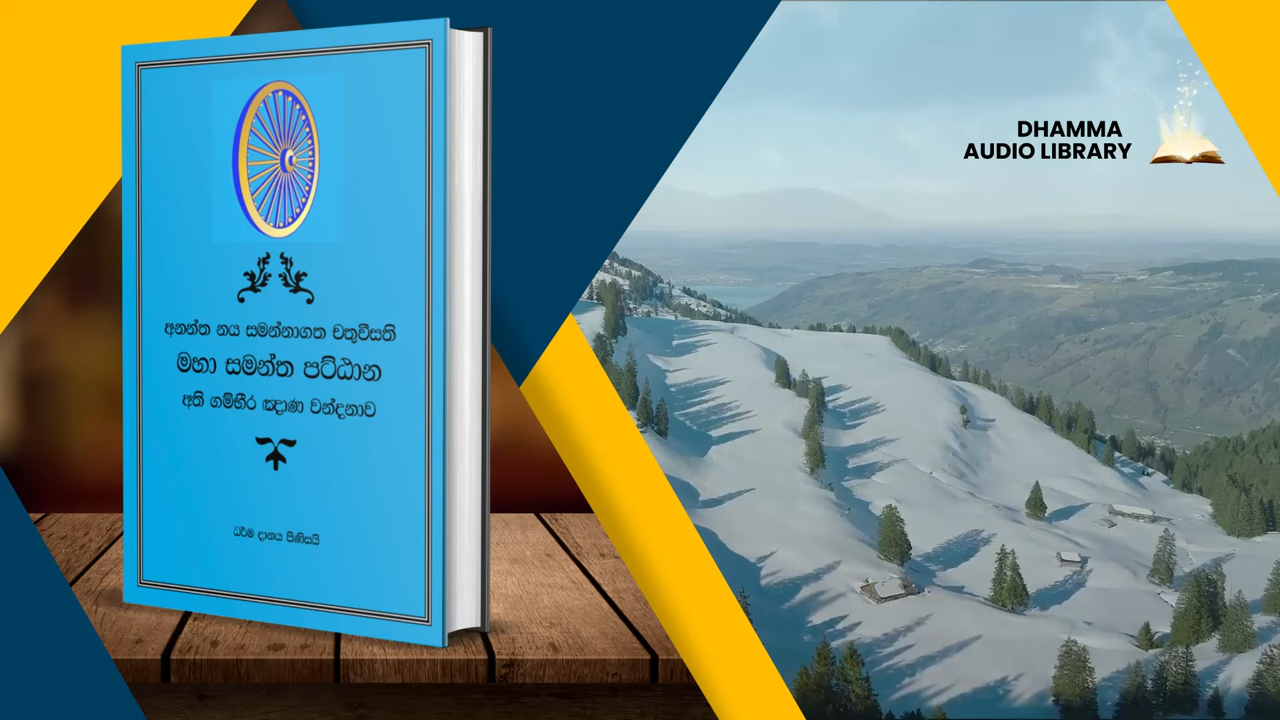 අනන්ත නය සමන්නාගත චතුවීසති
මහා සමන්ත පට්ඨාන
අති ගම්භීර ඤාණ වන්දනාව
ධර්ම දානය පිණිසයි
DHAMMA
AUDIO LIBRARY